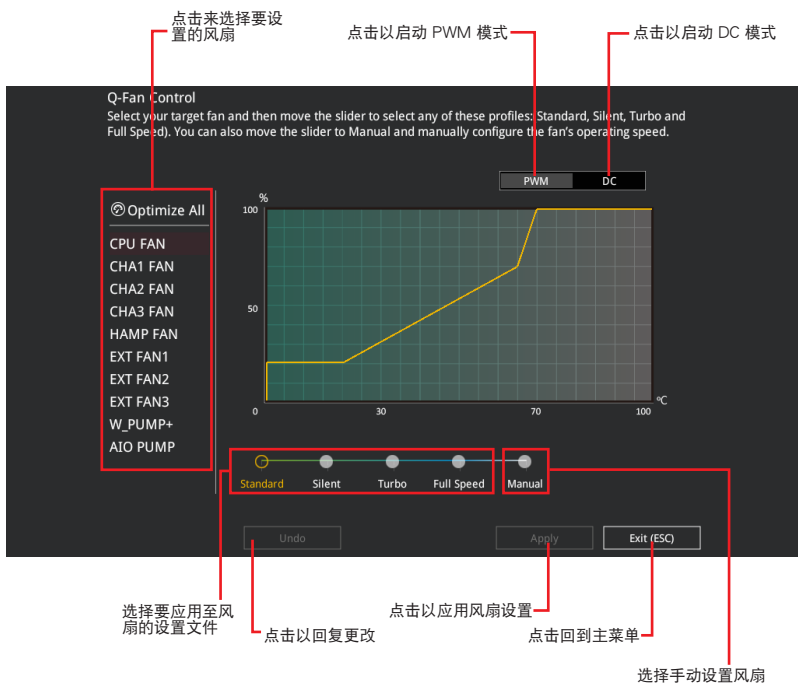 点击来选择要设
置的风扇
点击以启动 PWM 模式
点击以启动 DC 模式
Q-Fan Control
Select your target fan and then move the slider to select any of these profiles: Standard, Silent, Turbo and
Full Speed). You can also move the slider to Manual and manually configure the fan's operating speed.
PWM DC
Optimize All
CPU FAN
CHA1 FAN
CHA2 FAN
CHA3 FAN
HAMP FAN
EXT FAN1
EXT FAN2
EXT FAN3
W_PUMP+
AIO PUMP
%
100
50
0 30 70 100
°C
Standard Silent Turbo Full Speed Manual
Undo Apply Exit (ESC)
选择要应用至风
扇的设置文件
点击以回复更改
点击以应用风扇设置
点击回到主菜单
选择手动设置风扇